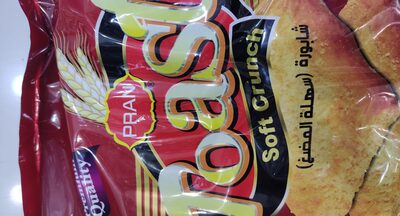 PRAN
Toast
Soft Crunch
شابورة (سهلة المضغ)
Quality